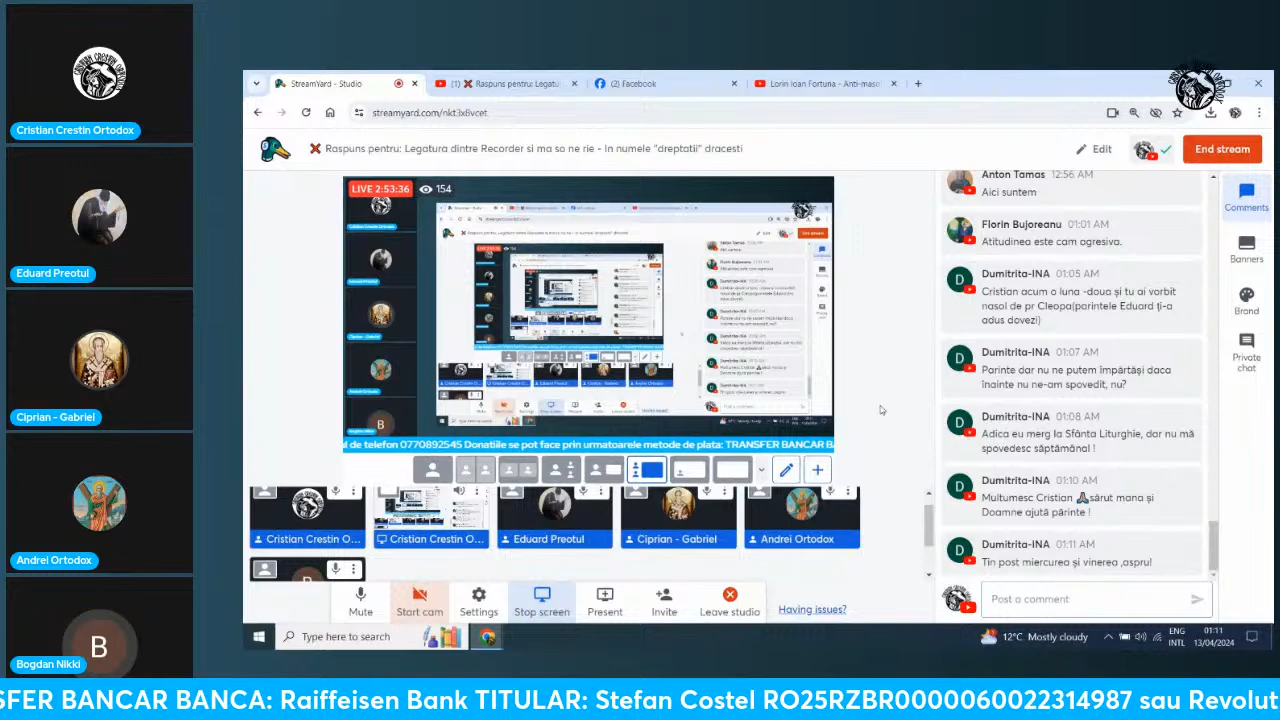 Cristian Crestin Ortodox
Eduard Preotul
Ciprian - Gabriel
Andrei Ortodox
B
Bogdan Nikki
StreamYard - Studio
(1) ❌ Raspuns pentru: Legatu
(2) Facebook
Lorin Ioan Fortuna - Anti-maso
streamyard.com/nkt3x8vcet
❌ Raspuns pentru: Legatura dintre Recorder si ma so ne rie - In numele "dreptatii" dracesti
Edit
End stream
LIVE 2:53:36
154
ul de telefon 0770892545 Donatiile se pot face prin urmatoarele metode de plata: TRANSFER BANCAR BA
Cristian Crestin O...
Cristian Crestin O...
Eduard Preotul
Ciprian - Gabriel
Andrei Ortodox
Mute
Start cam
Settings
Stop screen
Present
Invite
Leave studio
Having issues?
Anton Tamas 12:56 AM
Aici suntem
Florin Bujoreanu 01:01 AM
Atitudinea este cam agresiva.
D
Dumitrita-INA 01:05 AM
Cristian acum o luna -doua și tu ai vorbit
nasol de pr Cleopa(parintele Eduard ți-a
adus dovezi)
D
Dumitrita-INA 01:07 AM
Parinte dar nu ne putem împărtăși daca
înainte nu ne-am spovedit, nu?
D
Dumitrita-INA 01:08 AM
Adica eu merg la Sfânta Liturghie, dar nu mă
spovedesc săptămânal !
D
Dumitrita-INA 01:10 AM
Multumesc Cristian 🙏sărut mana și
Doamne ajută părinte !
D
Dumitrita-INA 01:11 AM
Tin post miercurea și vinerea ,aspru!
Post a comment
Comments
Banners
Brand
Private
chat
Type here to search
12°C Mostly cloudy
ENG
INTL
01:11
13/04/2024
SFER BANCAR BANCA: Raiffeisen Bank TITULAR: Stefan Costel RO25RZBR0000060022314987 sau Revolut